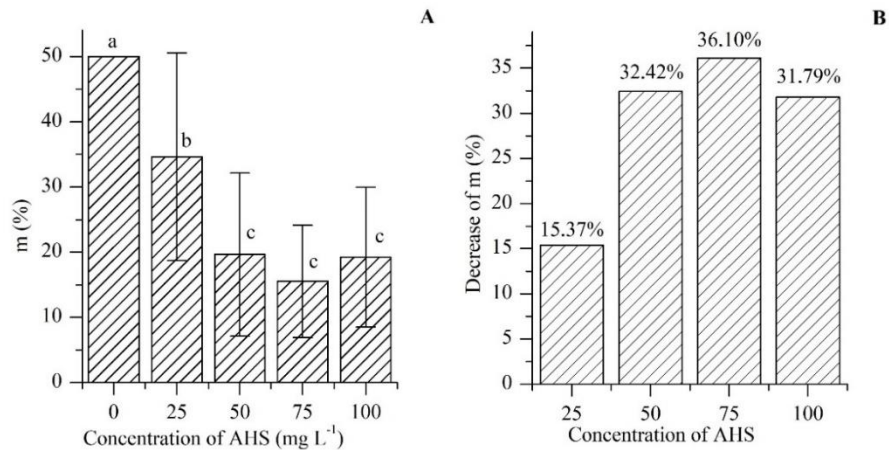 A
50
40
30
20
10
0
m (%)
a
b
c
c
c
0 25 50 75 100
Concentration of AHS (mg L⁻¹)
B
35
30
25
20
15
10
5
0
Decrease of m (%)
15.37%
32.42%
36.10%
31.79%
25 50 75 100
Concentration of AHS